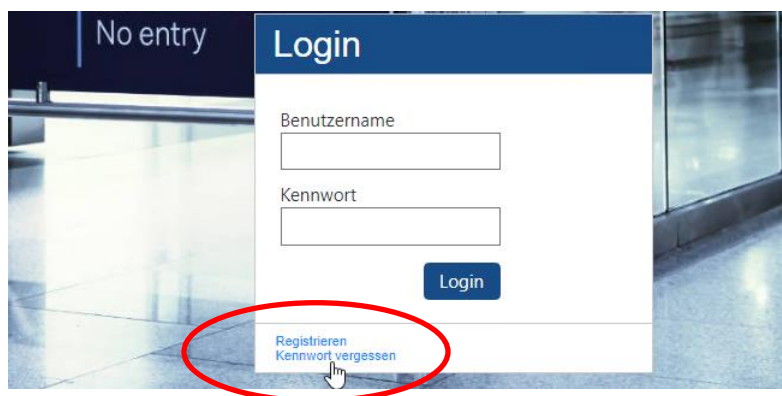 No entry
Login
Benutzername
Kennwort
Login
Registrieren
Kennwort vergessen